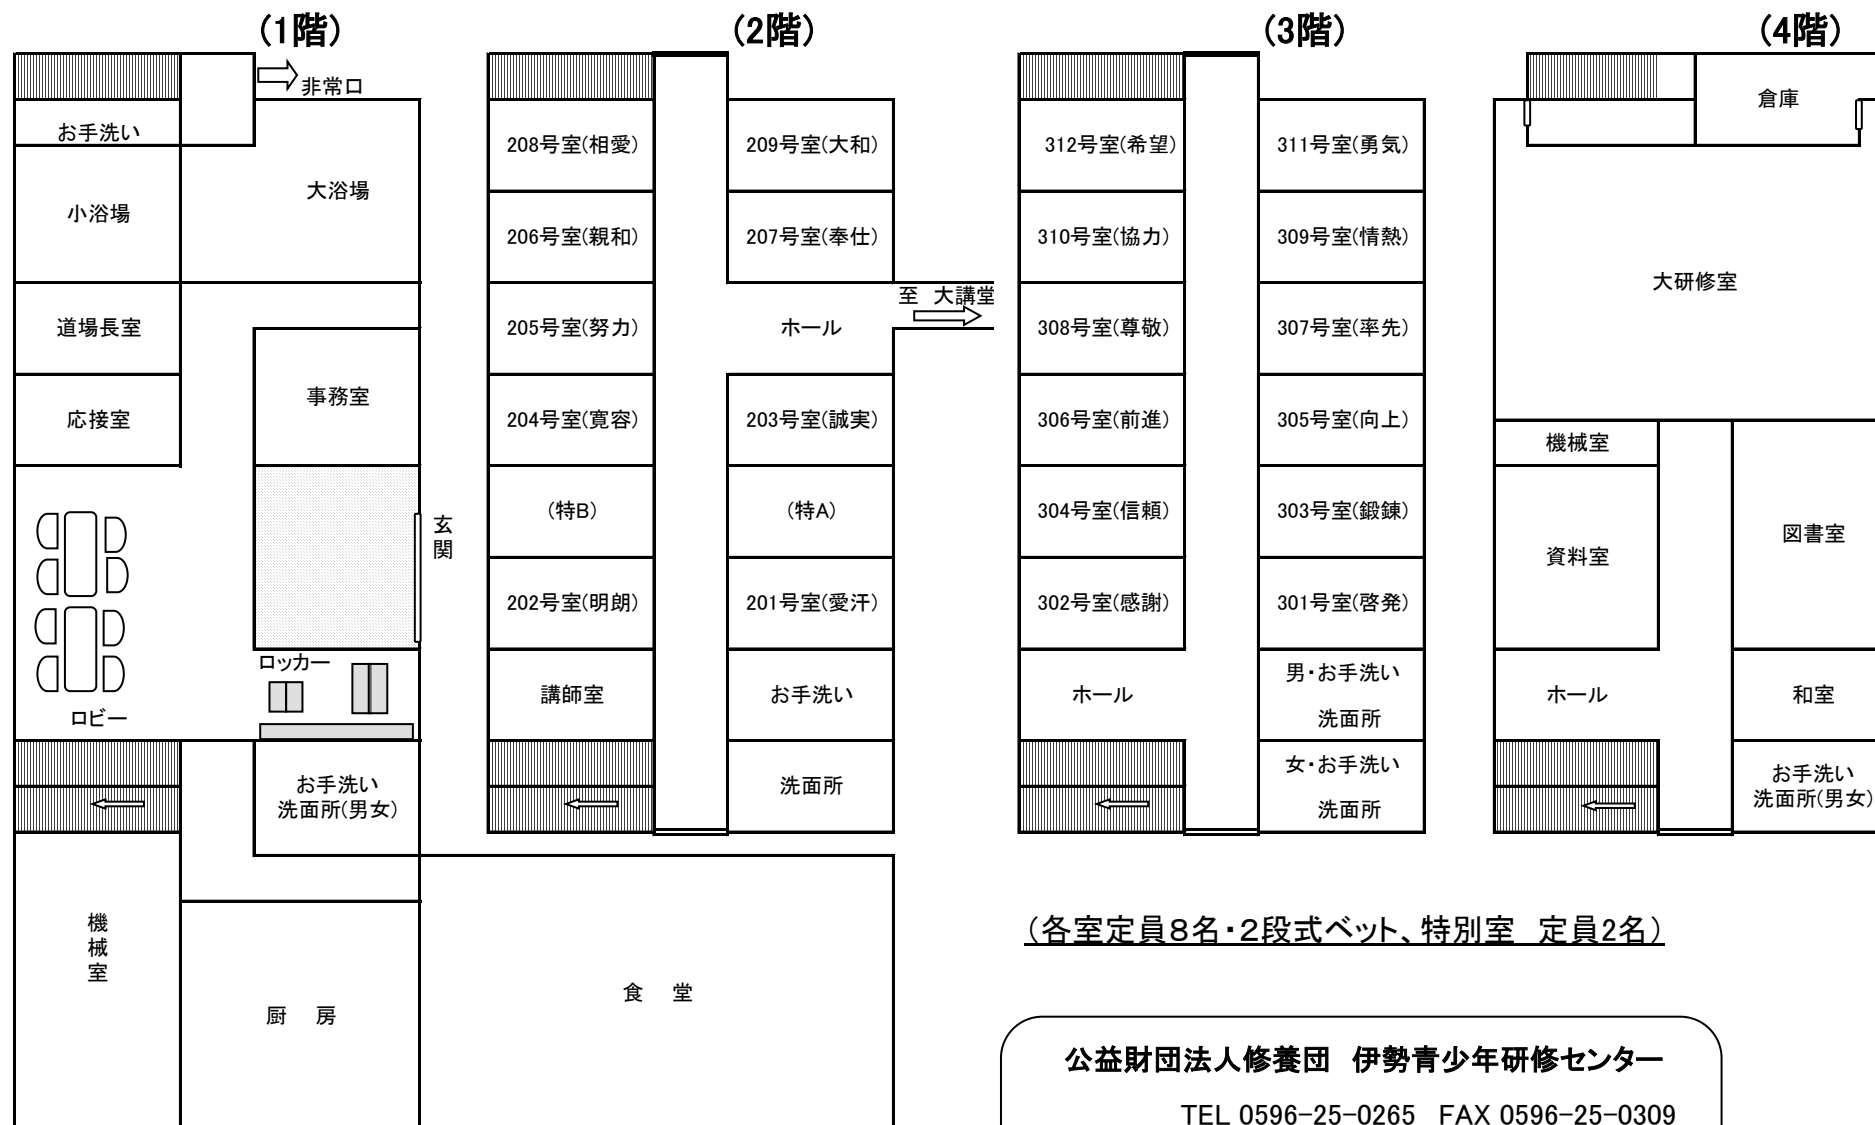 (1階)
非常口
お手洗い
大浴場
小浴場
道場長室
事務室
応接室
玄関
ロッカー
ロビー
お手洗い
洗面所(男女)
機械室
厨　房
食　堂
(2階)
208号室(相愛)
209号室(大和)
206号室(親和)
207号室(奉仕)
至　大講堂
205号室(努力)
ホール
204号室(寛容)
203号室(誠実)
(特B)
(特A)
202号室(明朗)
201号室(愛汗)
講師室
お手洗い
洗面所
(3階)
312号室(希望)
311号室(勇気)
310号室(協力)
309号室(情熱)
308号室(尊敬)
307号室(率先)
306号室(前進)
305号室(向上)
304号室(信頼)
303号室(鍛錬)
302号室(感謝)
301号室(啓発)
ホール
男・お手洗い
洗面所
女・お手洗い
洗面所
(4階)
倉庫
大研修室
機械室
図書室
資料室
ホール
和室
お手洗い
洗面所(男女)
（各室定員８名・２段式ベット、特別室　定員2名）
公益財団法人修養団　伊勢青少年研修センター
TEL 0596-25-0265　FAX 0596-25-0309